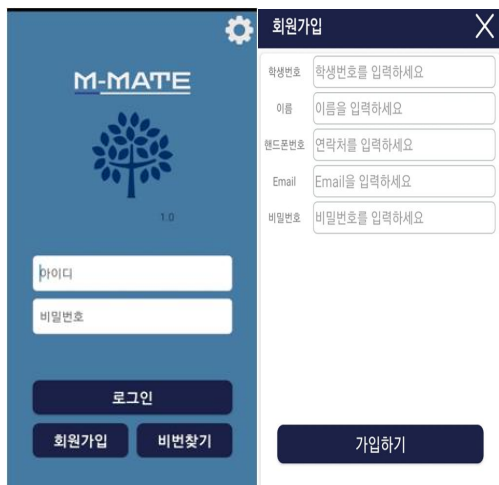 M-MATE
1.0
아이디
비밀번호
로그인
회원가입 비번찾기
회원가입 X
학생번호 학생번호를 입력하세요
이름 이름을 입력하세요
핸드폰번호 연락처를 입력하세요
Email Email을 입력하세요
비밀번호 비밀번호를 입력하세요
가입하기